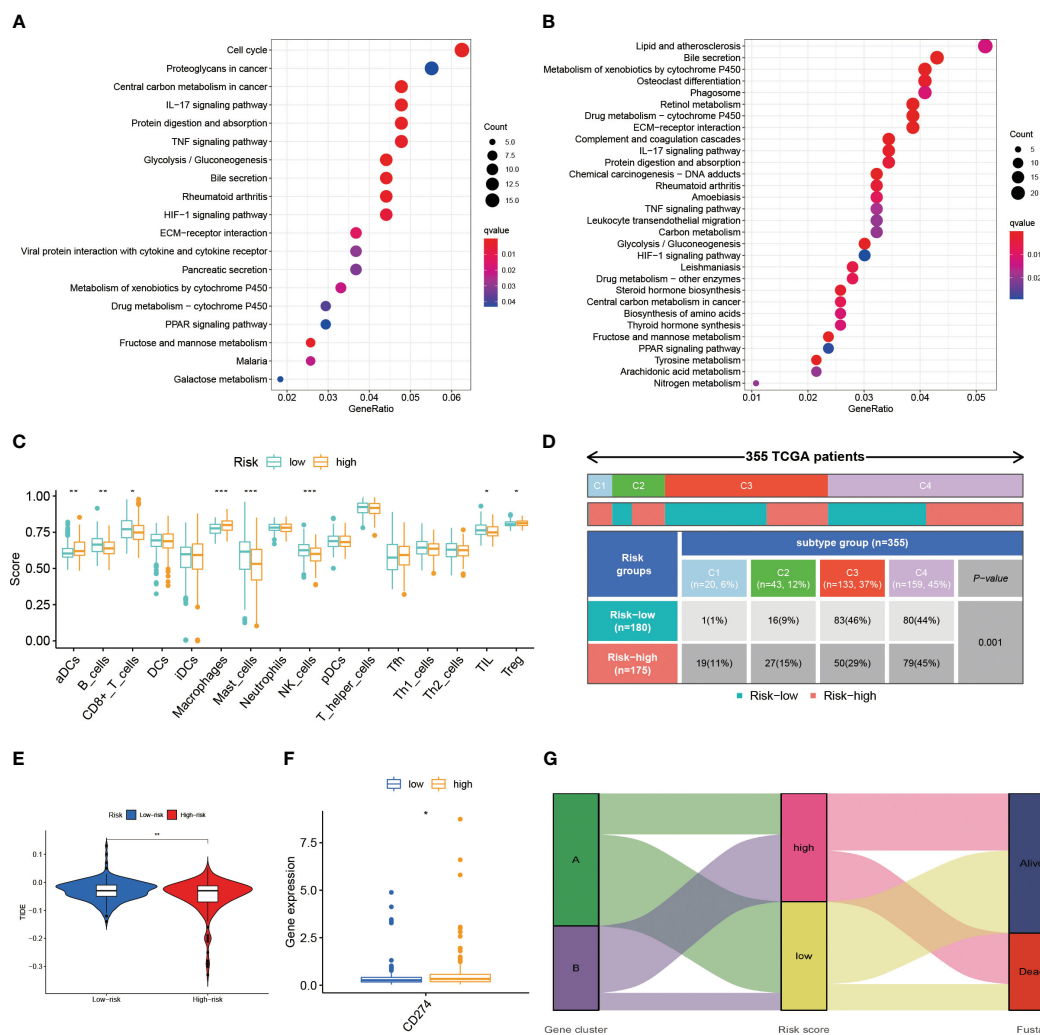 A
Cell cycle
Proteoglycans in cancer
Central carbon metabolism in cancer
IL-17 signaling pathway
Protein digestion and absorption
TNF signaling pathway
Glycolysis / Gluconeogenesis
Bile secretion
Rheumatoid arthritis
HIF-1 signaling pathway
ECM-receptor interaction
Viral protein interaction with cytokine and cytokine receptor
Pancreatic secretion
Metabolism of xenobiotics by cytochrome P450
Drug metabolism - cytochrome P450
PPAR signaling pathway
Fructose and mannose metabolism
Malaria
Galactose metabolism
0.02 0.03 0.04 0.05 0.06
GeneRatio
Count
5.0
7.5
10.0
12.5
15.0
qvalue
0.01
0.02
0.03
0.04
B
Lipid and atherosclerosis
Bile secretion
Metabolism of xenobiotics by cytochrome P450
Osteoclast differentiation
Phagosome
Retinol metabolism
Drug metabolism - cytochrome P450
ECM-receptor interaction
Complement and coagulation cascades
IL-17 signaling pathway
Protein digestion and absorption
Chemical carcinogenesis - DNA adducts
Rheumatoid arthritis
Amoebiasis
TNF signaling pathway
Leukocyte transendothelial migration
Carbon metabolism
Glycolysis / Gluconeogenesis
HIF-1 signaling pathway
Leishmaniasis
Drug metabolism - other enzymes
Steroid hormone biosynthesis
Central carbon metabolism in cancer
Biosynthesis of amino acids
Thyroid hormone synthesis
Fructose and mannose metabolism
PPAR signaling pathway
Tyrosine metabolism
Arachidonic acid metabolism
Nitrogen metabolism
0.01 0.02 0.03 0.04 0.05
GeneRatio
Count
5
10
15
20
qvalue
0.01
0.02
C
Risk low high
** ** * *** *** *** * *
1.00
0.75
0.50
0.25
0.00
Score
aDCs
B_cells
CD8+_T_cells
DCs
iDCs
Macrophages
Mast_cells
Neutrophils
NK_cells
pDCs
T_helper_cells
Tfh
Th1_cells
Th2_cells
TIL
Treg
D
355 TCGA patients
C1 C2 C3 C4
Risk groups
subtype group (n=355)
C1 (n=20, 6%)
C2 (n=43, 12%)
C3 (n=133, 37%)
C4 (n=159, 45%)
P-value
Risk-low (n=180)
1(1%) 16(9%) 83(46%) 80(44%)
0.001
Risk-high (n=175)
19(11%) 27(15%) 50(29%) 79(45%)
Risk-low Risk-high
E
Risk Low-risk High-risk
**
0.1
0.0
-0.1
-0.2
-0.3
TIDE
Low-risk High-risk
F
low high
*
7.5
5.0
2.5
0.0
Gene expression
CD274
G
A
B
high
low
Alive
Dead
Gene cluster
Risk score
Fusta